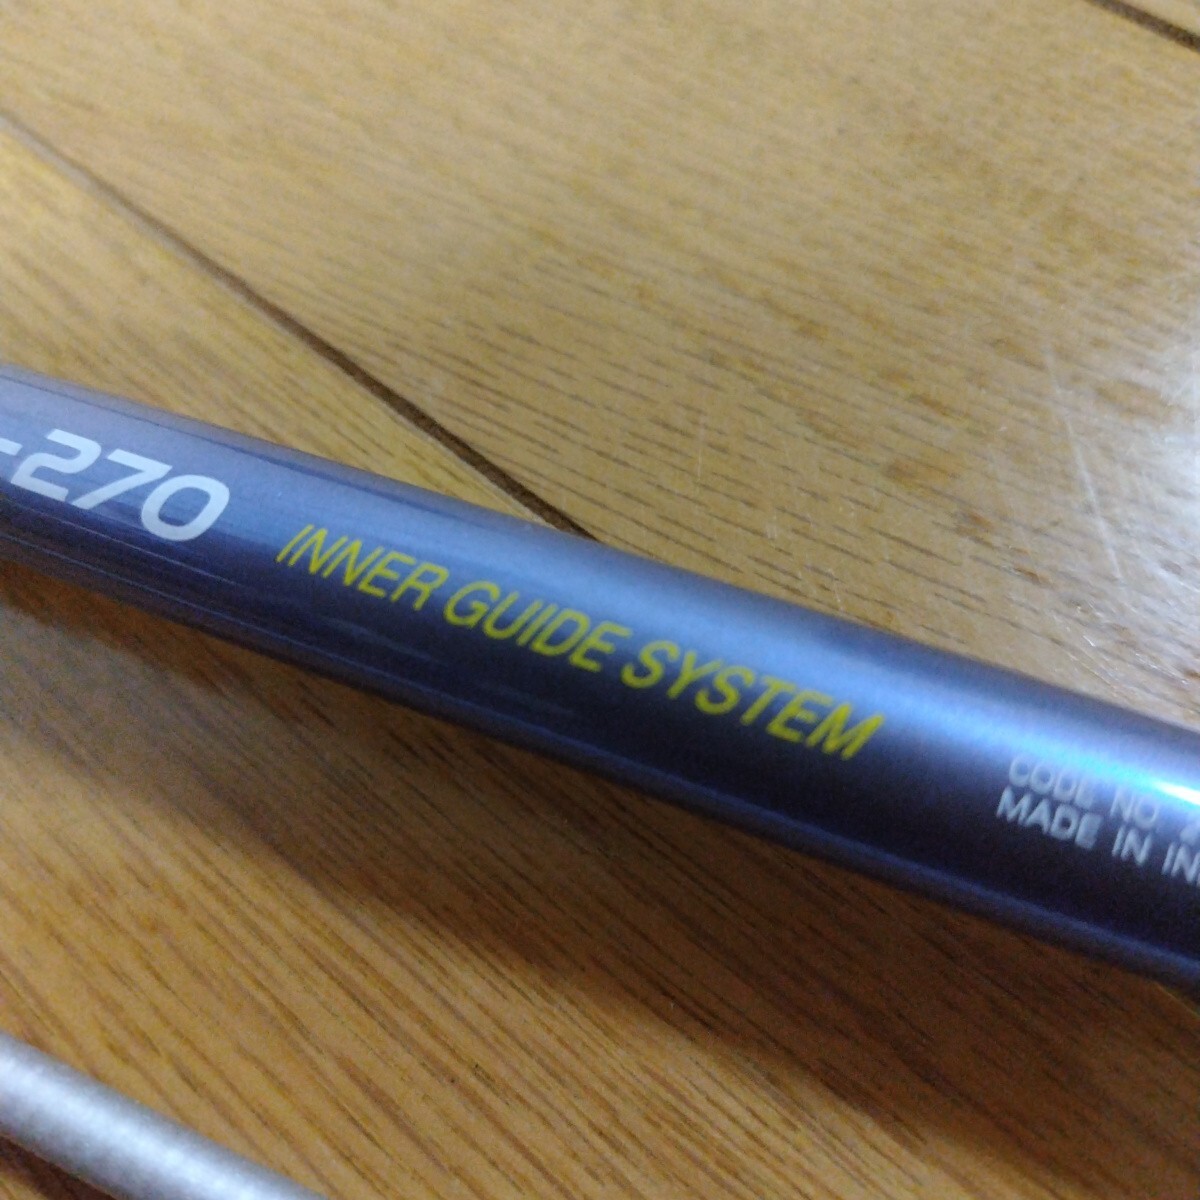 -270
INNER GUIDE SYSTEM
CODE NO
MADE IN